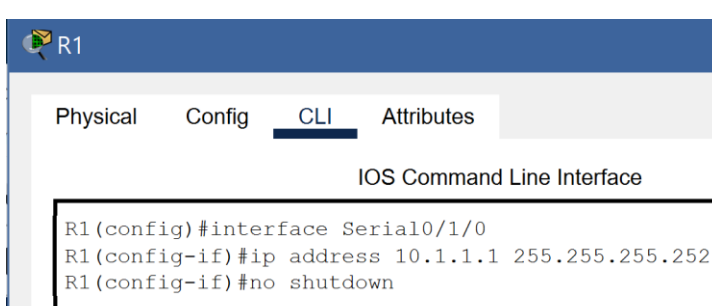 R1
Physical Config CLI Attributes
IOS Command Line Interface
R1(config)#interface Serial0/1/0
R1(config-if)#ip address 10.1.1.1 255.255.255.252
R1(config-if)#no shutdown